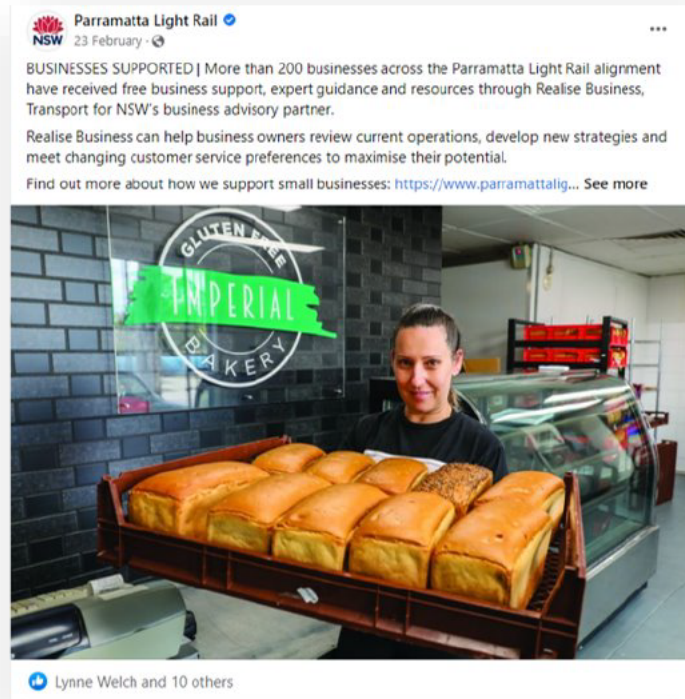 Parramatta Light Rail
NSW
23 February ·
BUSINESSES SUPPORTED | More than 200 businesses across the Parramatta Light Rail alignment
have received free business support, expert guidance and resources through Realise Business,
Transport for NSW's business advisory partner.
Realise Business can help business owners review current operations, develop new strategies and
meet changing customer service preferences to maximise their potential.
Find out more about how we support small businesses: https://www.parramattalig... See more
GLUTEN FREE
IMPERIAL
BAKERY
Lynne Welch and 10 others